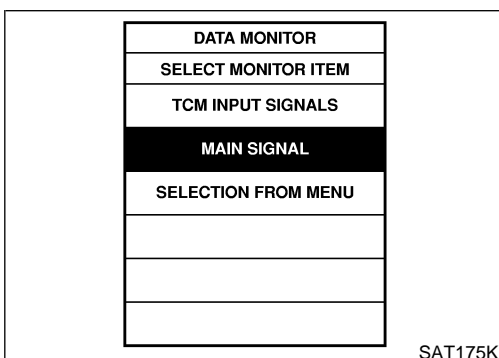 DATA MONITOR
SELECT MONITOR ITEM
TCM INPUT SIGNALS
MAIN SIGNAL
SELECTION FROM MENU
SAT175K